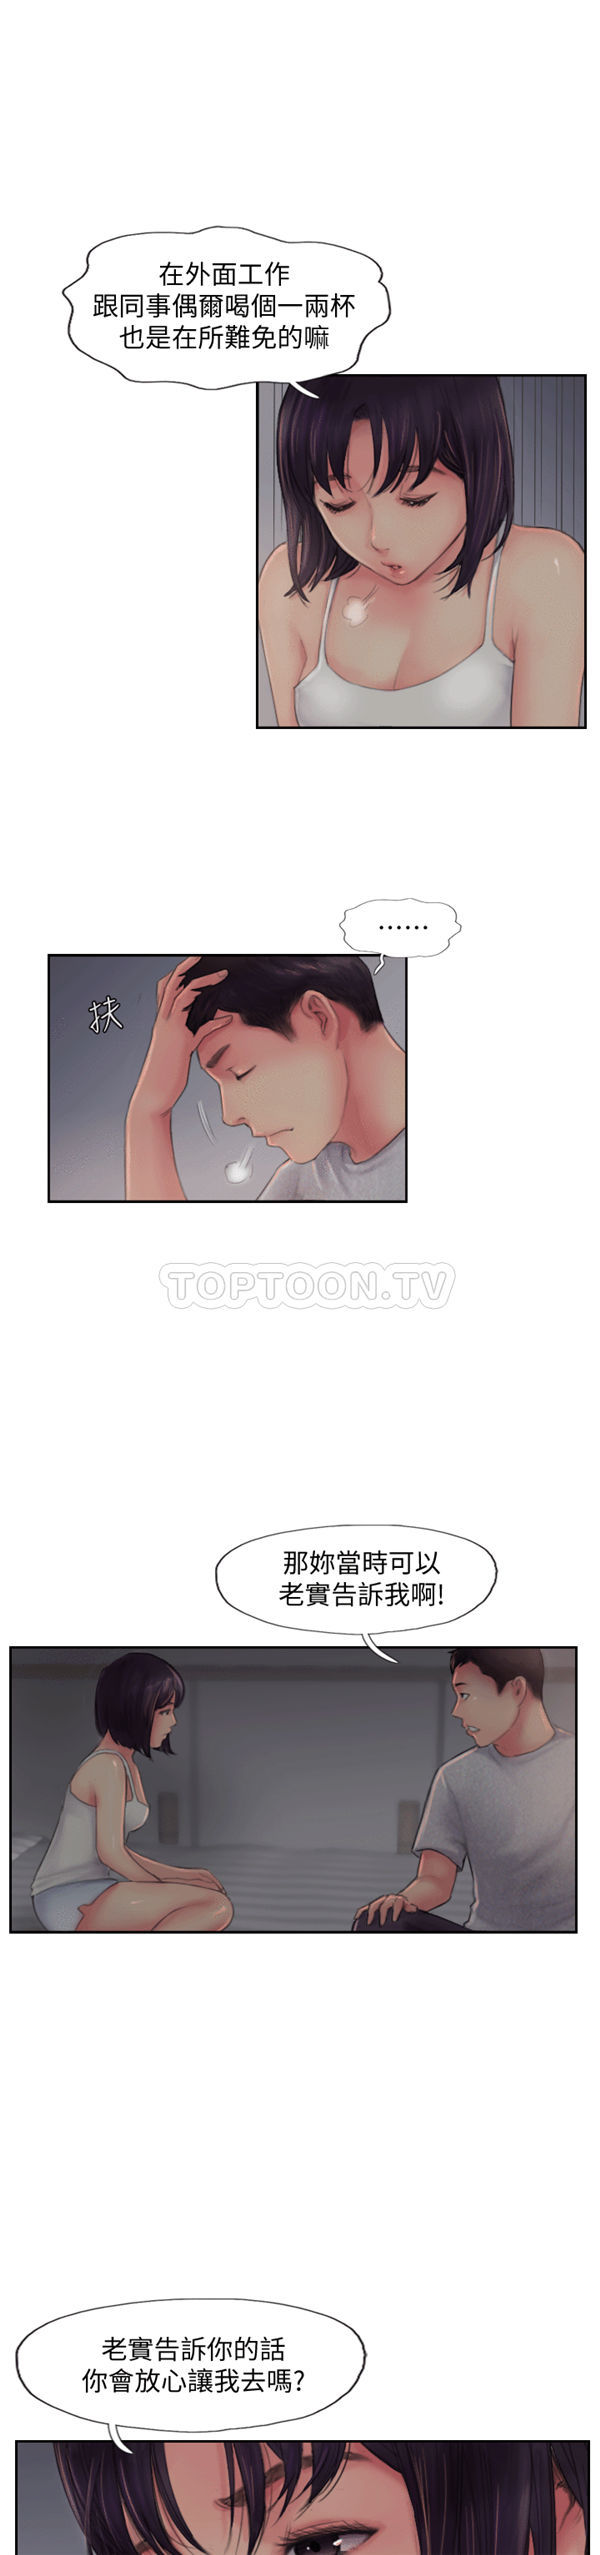 在外面工作
跟同事偶爾喝個一兩杯
也是在所難免的嘛
……
扶
TOPTOON.TV
那妳當時可以
老實告訴我啊!
老實告訴你的話
你會放心讓我去嗎?